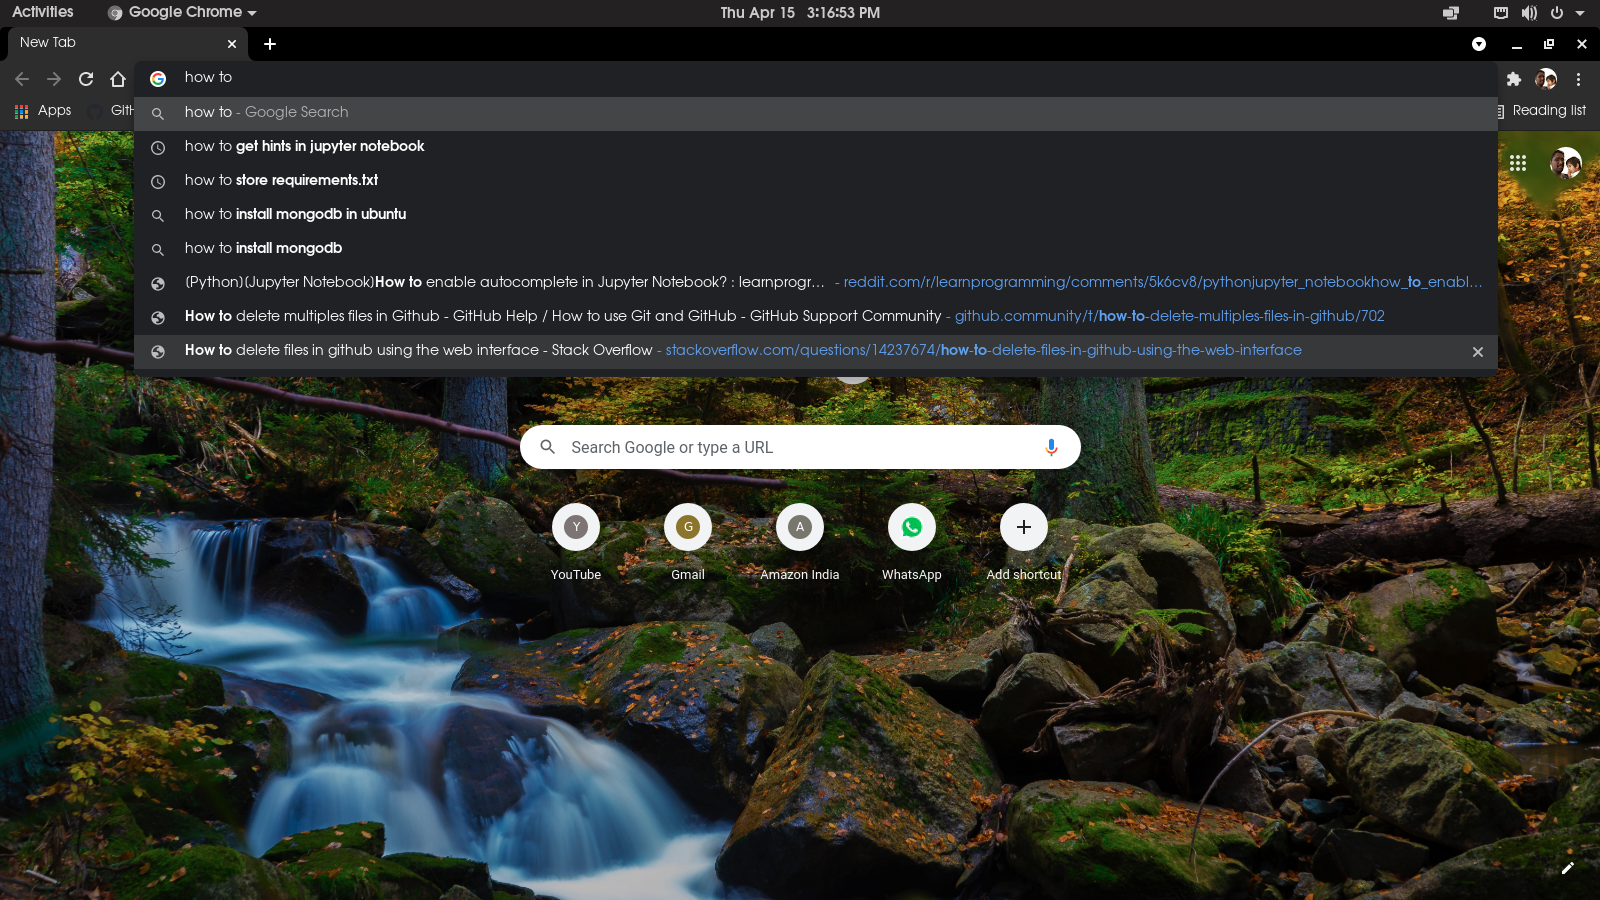 Activities Google Chrome Thu Apr 15 3:16:53 PM
New Tab
how to
Apps GitH Reading list
how to - Google Search
how to get hints in jupyter notebook
how to store requirements.txt
how to install mongodb in ubuntu
how to install mongodb
[Python][Jupyter Notebook]How to enable autocomplete in Jupyter Notebook? : learnprogr... - reddit.com/r/learnprogramming/comments/5k6cv8/pythonjupyter_notebookhow_to_enabl...
How to delete multiples files in Github - GitHub Help / How to use Git and GitHub - GitHub Support Community - github.community/t/how-to-delete-multiples-files-in-github/702
How to delete files in github using the web interface - Stack Overflow - stackoverflow.com/questions/14237674/how-to-delete-files-in-github-using-the-web-interface
Search Google or type a URL
Y G A
YouTube Gmail Amazon India WhatsApp Add shortcut